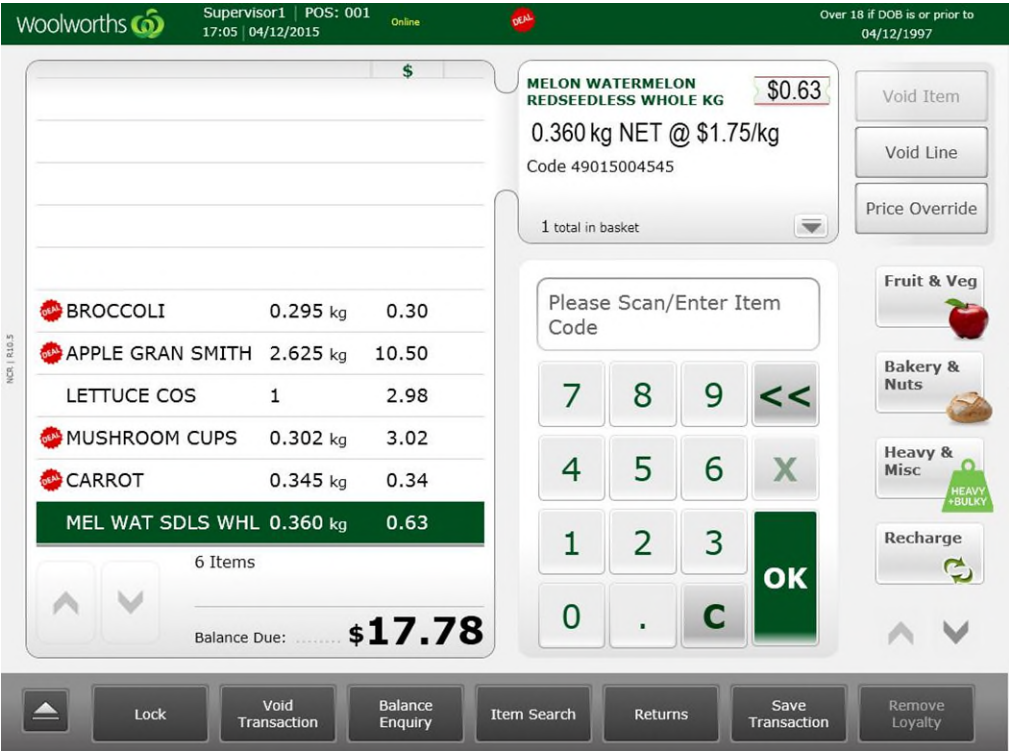 Woolworths
Supervisor1 | POS: 001
17:05 | 04/12/2015
Online
DEAL
Over 18 if DOB is or prior to
04/12/1997
$
DEAL BROCCOLI 0.295 kg 0.30
DEAL APPLE GRAN SMITH 2.625 kg 10.50
LETTUCE COS 1 2.98
DEAL MUSHROOM CUPS 0.302 kg 3.02
DEAL CARROT 0.345 kg 0.34
MEL WAT SDLS WHL 0.360 kg 0.63
6 Items
Balance Due: ........ $17.78
NCR | R10.5
MELON WATERMELON
REDSEEDLESS WHOLE KG
$0.63
0.360 kg NET @ $1.75/kg
Code 49015004545
1 total in basket
Please Scan/Enter Item
Code
7 8 9 <<
4 5 6 X
1 2 3
OK
0 . C
Void Item
Void Line
Price Override
Fruit & Veg
Bakery &
Nuts
Heavy &
Misc
HEAVY
+BULKY
Recharge
Lock
Void
Transaction
Balance
Enquiry
Item Search
Returns
Save
Transaction
Remove
Loyalty